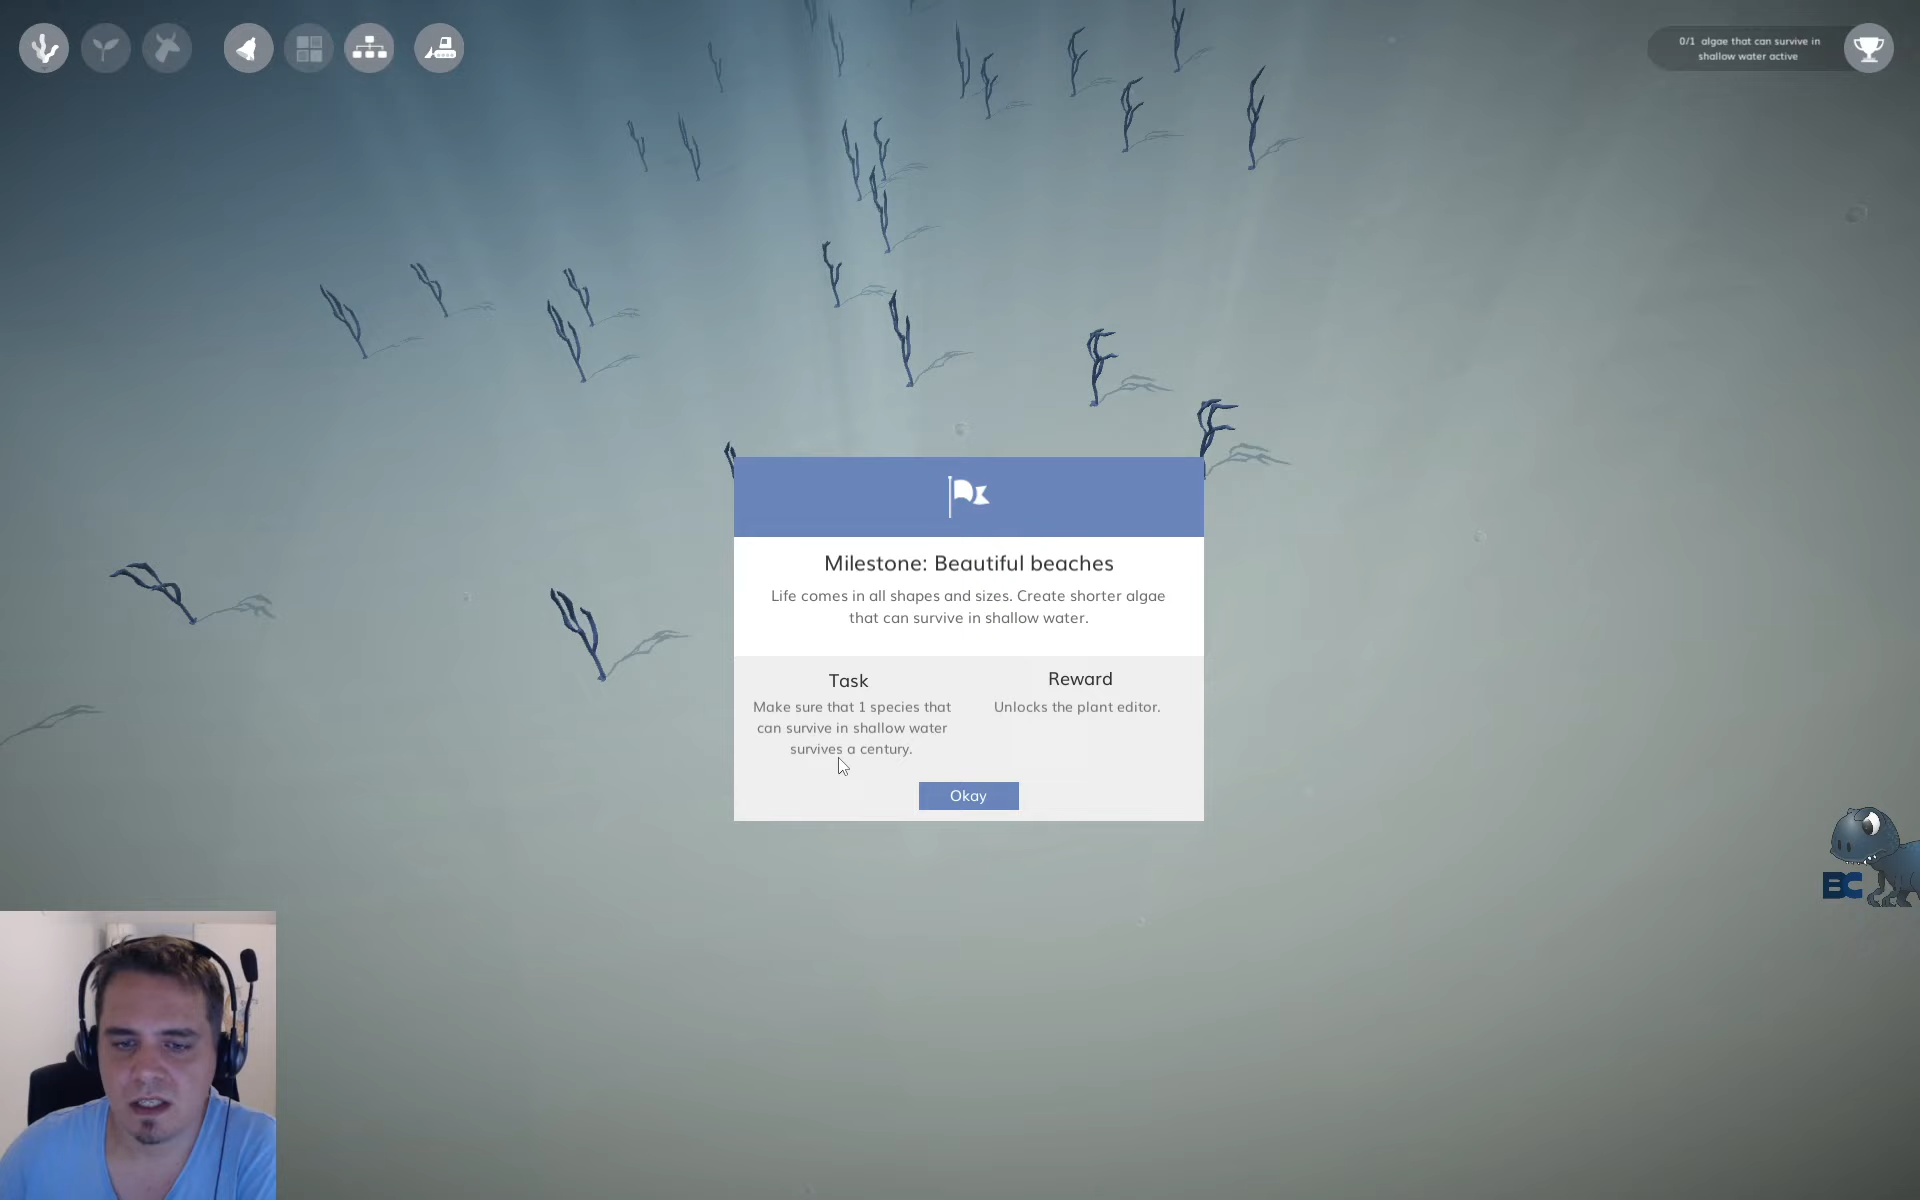 0/1 algae that can survive in
shallow water active
Milestone: Beautiful beaches
Life comes in all shapes and sizes. Create shorter algae
that can survive in shallow water.
Task
Make sure that 1 species that
can survive in shallow water
survives a century.
Reward
Unlocks the plant editor.
Okay
BC